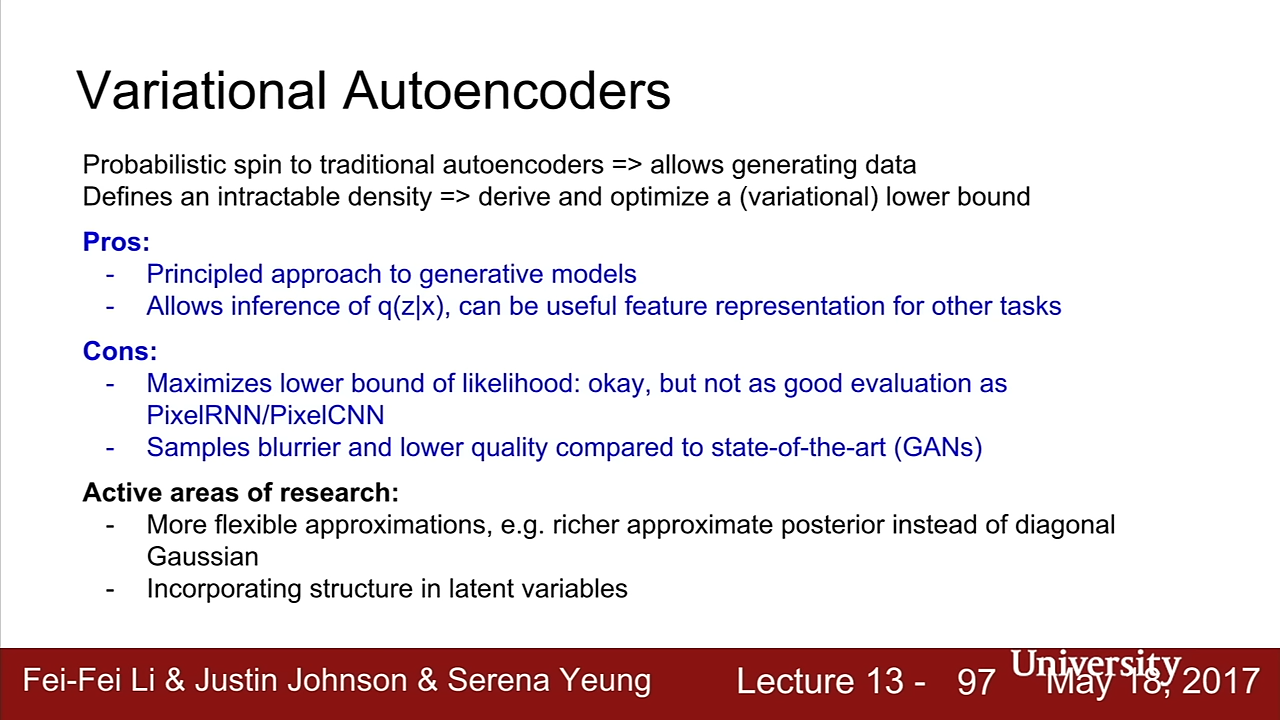 Variational Autoencoders
Probabilistic spin to traditional autoencoders => allows generating data
Defines an intractable density => derive and optimize a (variational) lower bound
Pros:
- Principled approach to generative models
- Allows inference of q(z|x), can be useful feature representation for other tasks
Cons:
- Maximizes lower bound of likelihood: okay, but not as good evaluation as
PixelRNN/PixelCNN
- Samples blurrier and lower quality compared to state-of-the-art (GANs)
Active areas of research:
- More flexible approximations, e.g. richer approximate posterior instead of diagonal
Gaussian
- Incorporating structure in latent variables
Fei-Fei Li & Justin Johnson & Serena Yeung
Lecture 13 - 97
University
May 18, 2017